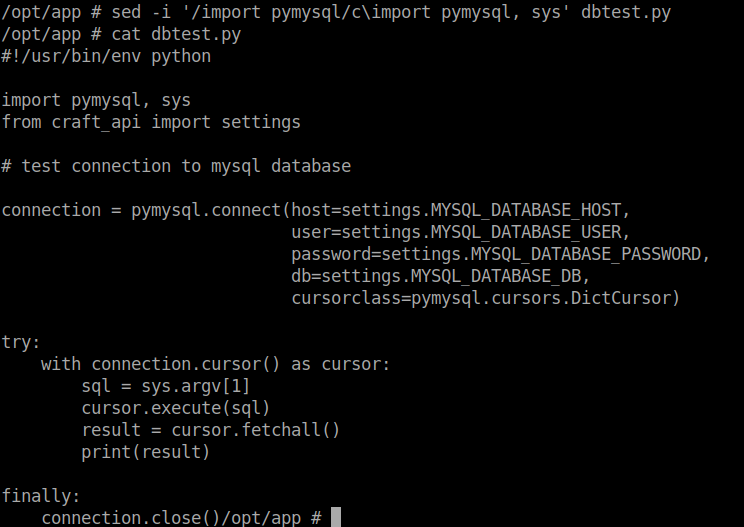 /opt/app # sed -i '/import pymysql/c\import pymysql, sys' dbtest.py
/opt/app # cat dbtest.py
#!/usr/bin/env python

import pymysql, sys
from craft_api import settings

# test connection to mysql database

connection = pymysql.connect(host=settings.MYSQL_DATABASE_HOST,
                             user=settings.MYSQL_DATABASE_USER,
                             password=settings.MYSQL_DATABASE_PASSWORD,
                             db=settings.MYSQL_DATABASE_DB,
                             cursorclass=pymysql.cursors.DictCursor)

try:
    with connection.cursor() as cursor:
        sql = sys.argv[1]
        cursor.execute(sql)
        result = cursor.fetchall()
        print(result)

finally:
    connection.close()/opt/app #